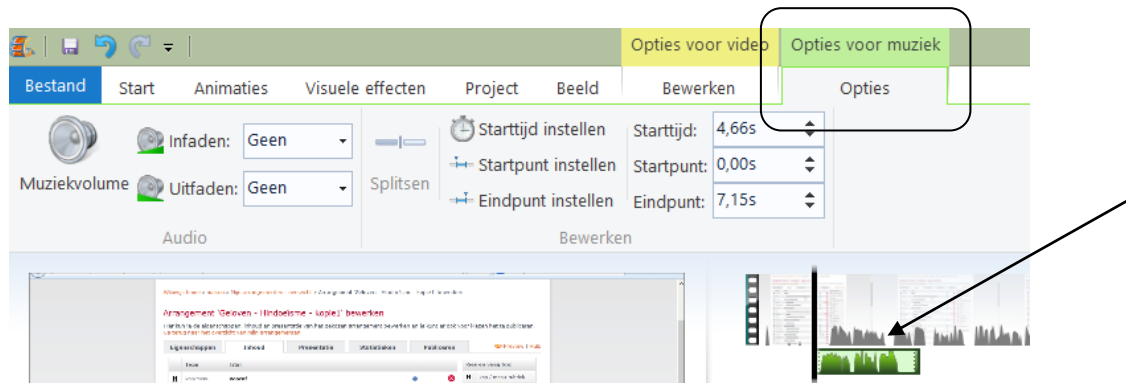 Opties voor video Opties voor muziek
Bestand Start Animaties Visuele effecten Project Beeld Bewerken Opties
Muziekvolume
Infaden: Geen
Uitfaden: Geen
Audio
Splitsen
Starttijd instellen
Startpunt instellen
Eindpunt instellen
Starttijd: 4,66s
Startpunt: 0,00s
Eindpunt: 7,15s
Bewerken
Arrangement 'Geloven - Hindoeïsme - kopie1' bewerken
Eigenschappen Inhoud Presentatie Statistieken Publiceren